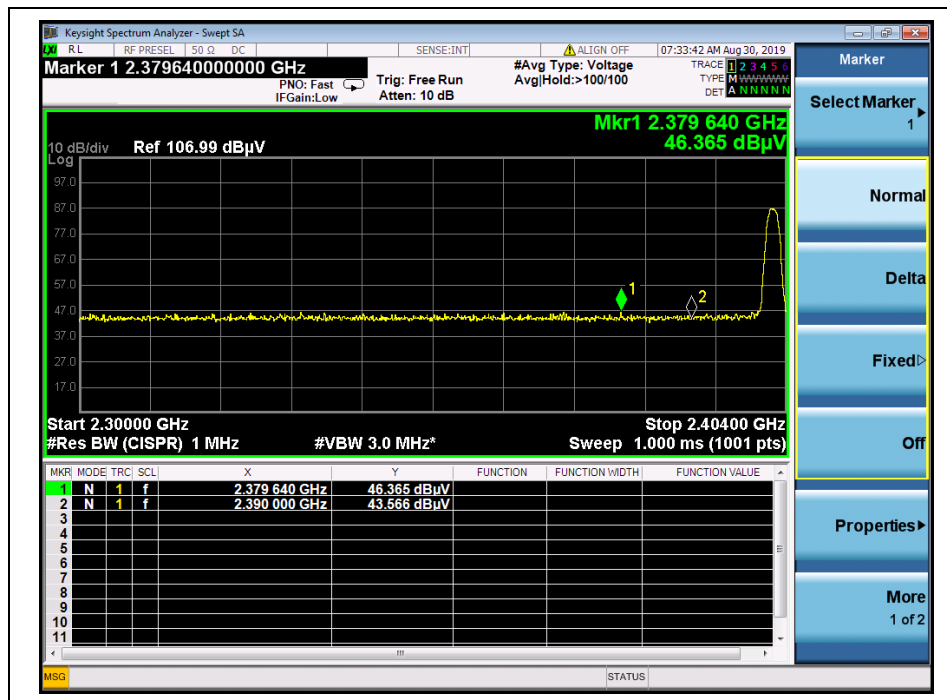 Keysight Spectrum Analyzer - Swept SA
LXI RL RF PRESEL 50 Ω DC SENSE:INT ALIGN OFF 07:33:42 AM Aug 30, 2019
Marker 1 2.379640000000 GHz
PNO: Fast
IFGain:Low
Trig: Free Run
Atten: 10 dB
#Avg Type: Voltage
Avg|Hold:>100/100
TRACE 1 2 3 4 5 6
TYPE M WWWWW
DET A N N N N N
Mkr1 2.379 640 GHz
46.365 dBµV
10 dB/div Ref 106.99 dBµV
Log
97.0
87.0
77.0
67.0
57.0
47.0
37.0
27.0
17.0
1
2
Start 2.30000 GHz Stop 2.40400 GHz
#Res BW (CISPR) 1 MHz #VBW 3.0 MHz* Sweep 1.000 ms (1001 pts)
MKR MODE TRC SCL X Y FUNCTION FUNCTION WIDTH FUNCTION VALUE
1 N 1 f 2.379 640 GHz 46.365 dBµV
2 N 1 f 2.390 000 GHz 43.566 dBµV
3
4
5
6
7
8
9
10
11
MSG STATUS
Marker
Select Marker
1
Normal
Delta
Fixed
Off
Properties
More
1 of 2